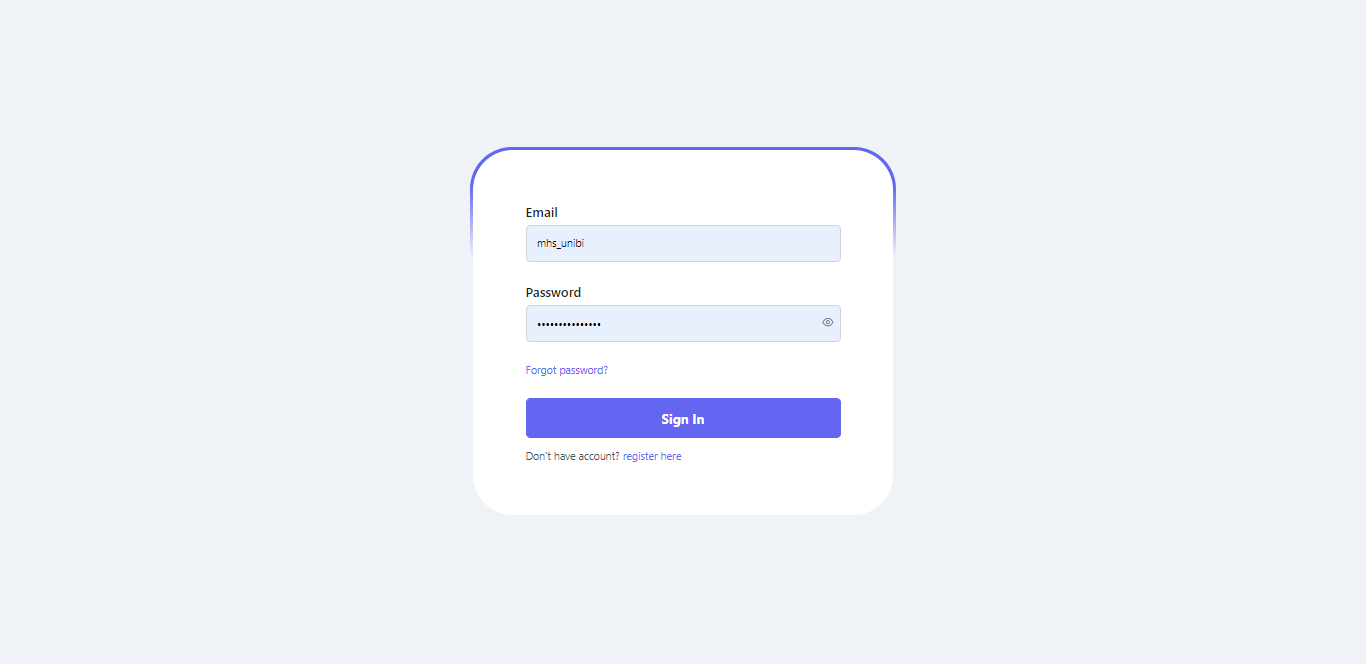 Email
mhs_unibi
Password
•••••••••••••••
Forgot password?
Sign In
Don't have account? register here